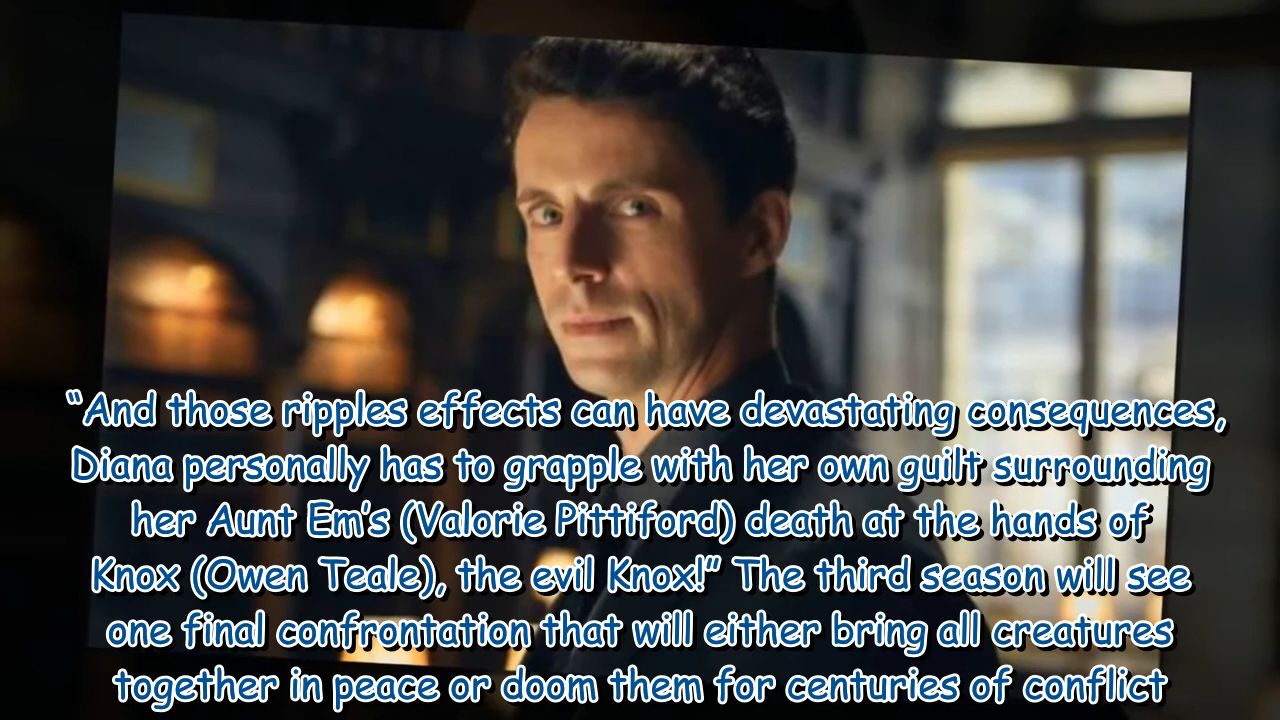 “And those ripples effects can have devastating consequences,
Diana personally has to grapple with her own guilt surrounding
her Aunt Em’s (Valorie Pittiford) death at the hands of
Knox (Owen Teale), the evil Knox!” The third season will see
one final confrontation that will either bring all creatures
together in peace or doom them for centuries of conflict